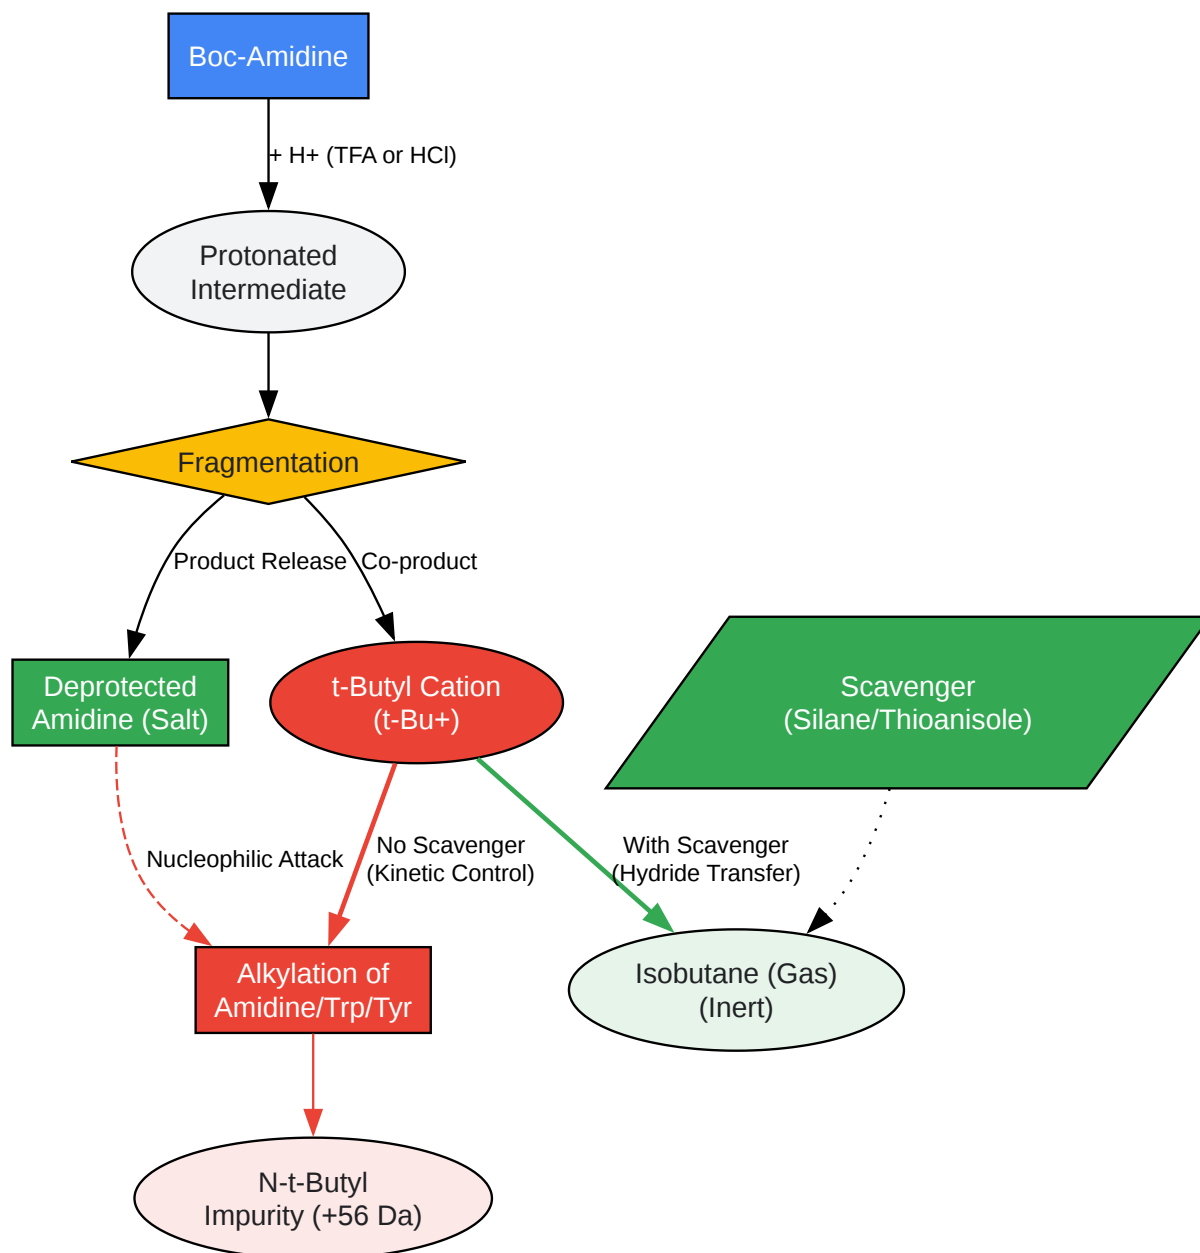 Boc-Amidine
+ H+ (TFA or HCl)
Protonated
Intermediate
Fragmentation
Product Release
Co-product
Deprotected
Amidine (Salt)
t-Butyl Cation
(t-Bu+)
Scavenger
(Silane/Thioanisole)
Nucleophilic Attack
No Scavenger
(Kinetic Control)
With Scavenger
(Hydride Transfer)
Alkylation of
Amidine/Trp/Tyr
Isobutane (Gas)
(Inert)
N-t-Butyl
Impurity (+56 Da)